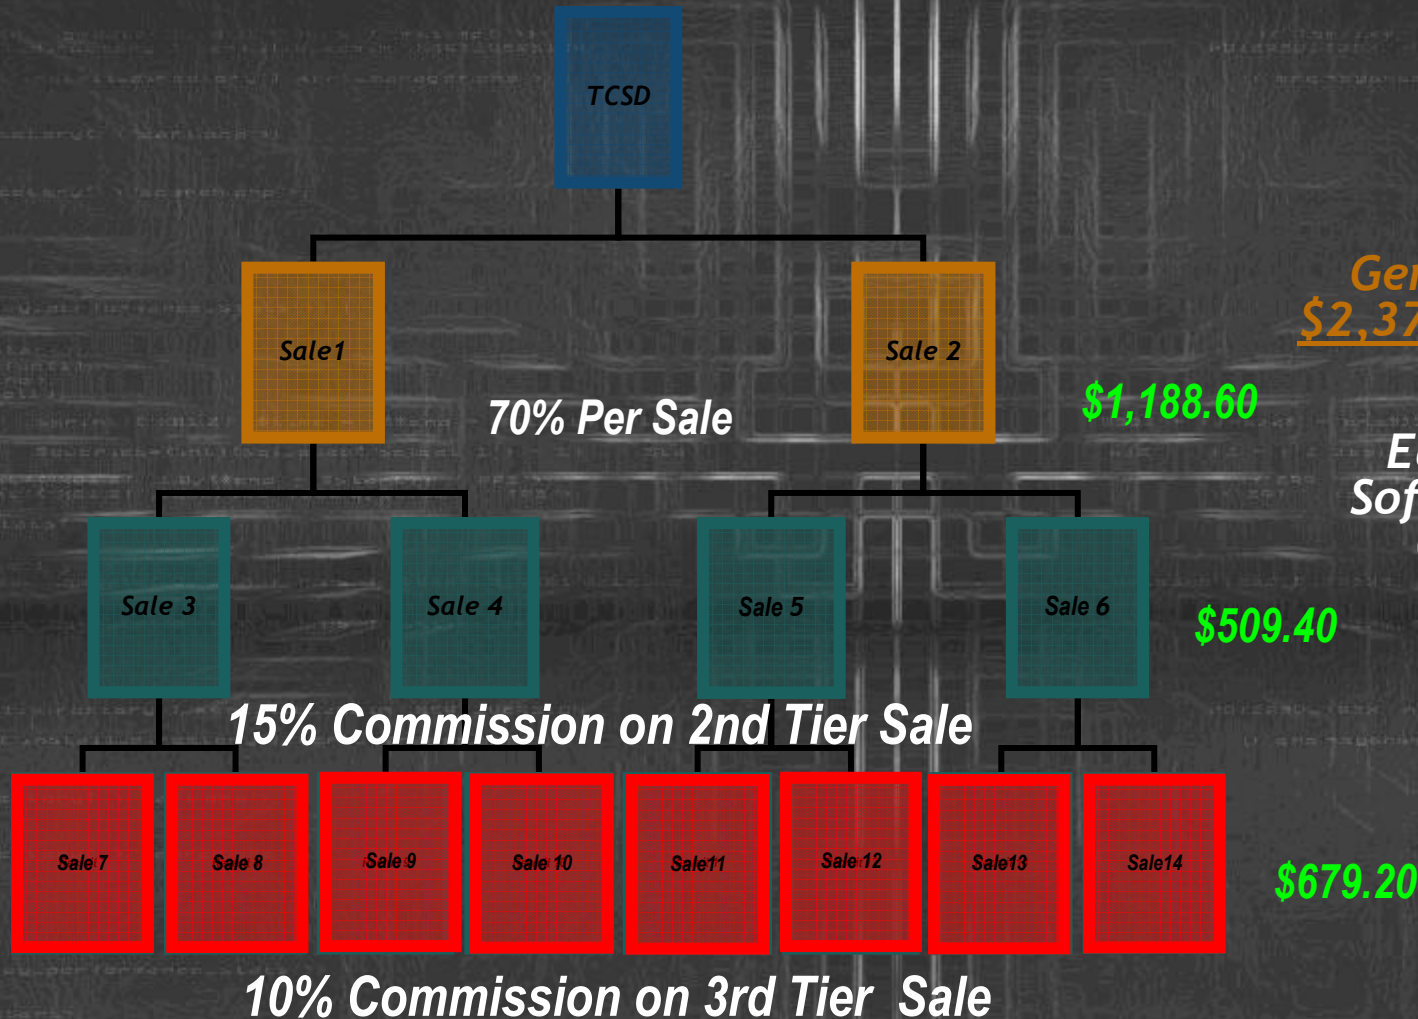 TCSD
Sale1
Sale 2
70% Per Sale
$1,188.60
$2,37
Sale 3
Sale 4
Sale 5
Sale 6
$509.40
15% Commission on 2nd Tier Sale
Sale 7
Sale 8
Sale 9
Sale 10
Sale11
Sale 12
Sale13
Sale14
$679.20
10% Commission on 3rd Tier Sale